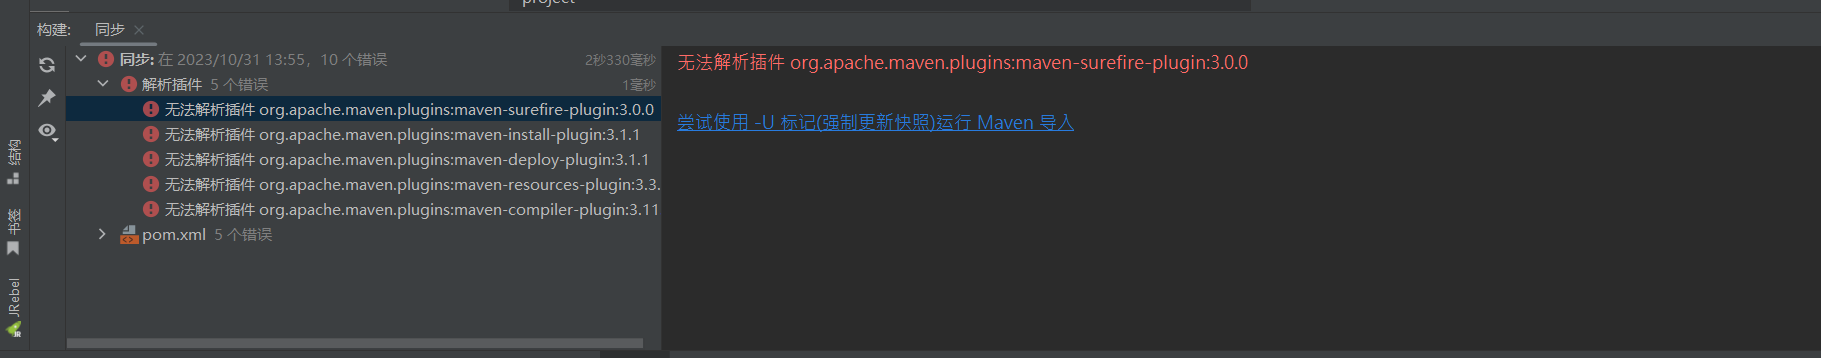 project
构建:
同步
同步: 在 2023/10/31 13:55，10 个错误 2秒330毫秒
解析插件 5 个错误 1毫秒
无法解析插件 org.apache.maven.plugins:maven-surefire-plugin:3.0.0
无法解析插件 org.apache.maven.plugins:maven-install-plugin:3.1.1
无法解析插件 org.apache.maven.plugins:maven-deploy-plugin:3.1.1
无法解析插件 org.apache.maven.plugins:maven-resources-plugin:3.3.
无法解析插件 org.apache.maven.plugins:maven-compiler-plugin:3.11
pom.xml 5 个错误
无法解析插件 org.apache.maven.plugins:maven-surefire-plugin:3.0.0
尝试使用 -U 标记(强制更新快照)运行 Maven 导入
结构
书签
JRebel
JR